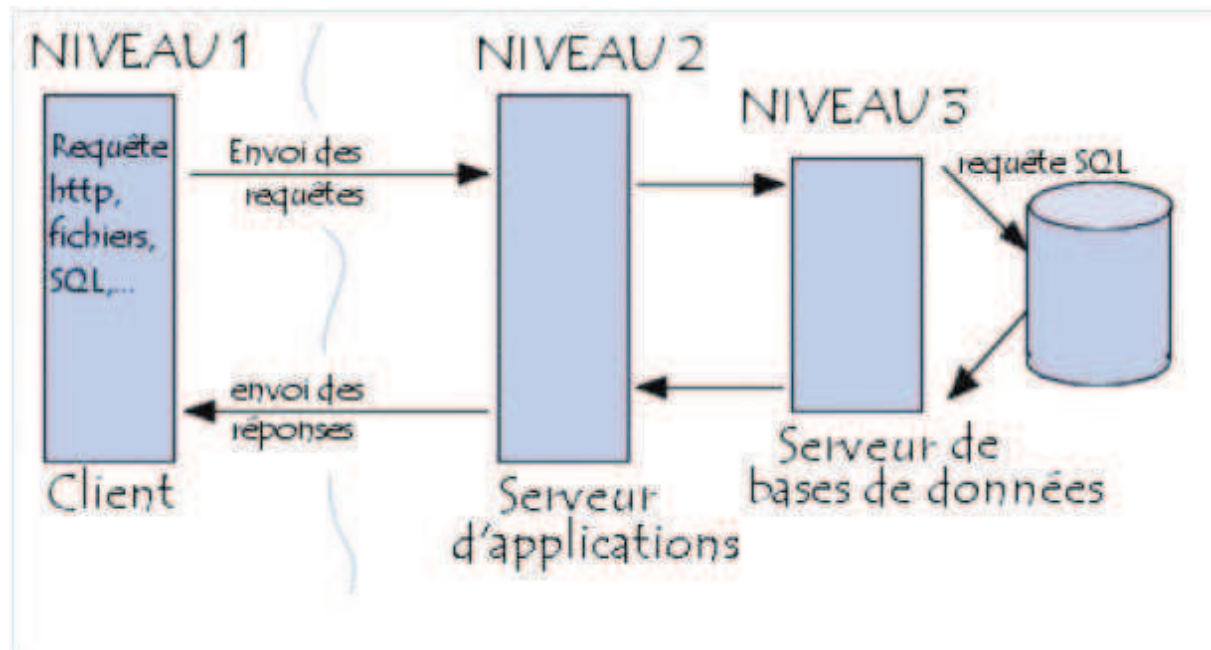 NIVEAU 1
NIVEAU 2
NIVEAU 3
Requête
http,
fichiers,
SQL,...
Envoi des
requêtes
requête SQL
envoi des
réponses
Client
Serveur
d'applications
Serveur de
bases de données